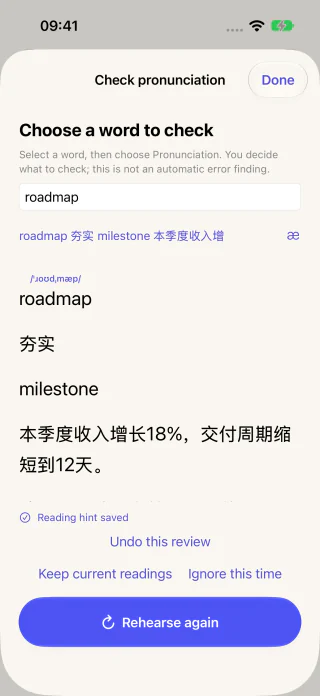 09:41
Check pronunciation
Done
Choose a word to check
Select a word, then choose Pronunciation. You decide
what to check; this is not an automatic error finding.
roadmap
roadmap 夯实 milestone 本季度收入增
æ
/ˈɹoʊdˌmæp/
roadmap
夯实
milestone
本季度收入增长18%，交付周期缩
短到12天。
Reading hint saved
Undo this review
Keep current readings
Ignore this time
Rehearse again